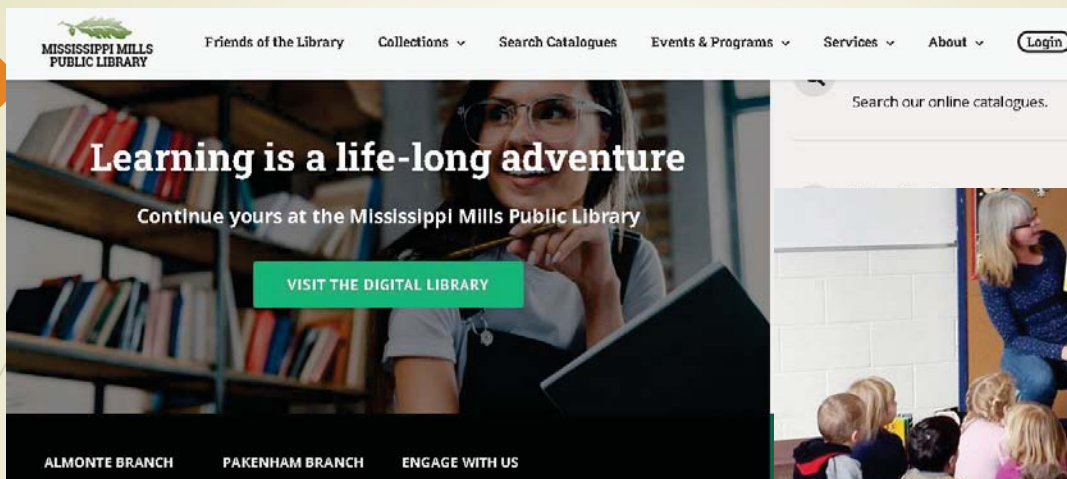 MISSISSIPPI MILLS
PUBLIC LIBRARY
Friends of the Library
Collections
Search Catalogues
Events & Programs
Services
About
Login
Search our online catalogues.
Learning is a life-long adventure
Continue yours at the Mississippi Mills Public Library
VISIT THE DIGITAL LIBRARY
ALMONTE BRANCH
PAKENHAM BRANCH
ENGAGE WITH US